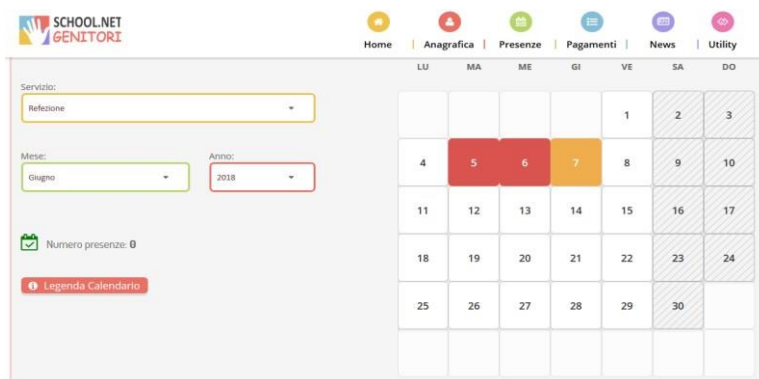 SCHOOL.NET
GENITORI
Home | Anagrafica | Presenze | Pagamenti | News | Utility
Servizio:
Refezione
Mese: Anno:
Giugno 2018
Numero presenze: 0
Legenda Calendario
LU MA ME GI VE SA DO
1 2 3
4 5 6 7 8 9 10
11 12 13 14 15 16 17
18 19 20 21 22 23 24
25 26 27 28 29 30